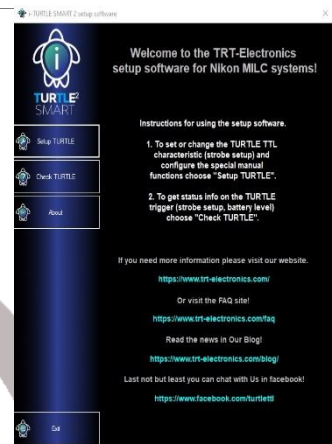 i-TURTLE SMART 2 setup software
i
TURTLE²
SMART
Setup TURTLE
Check TURTLE
About
Exit
Welcome to the TRT-Electronics
setup software for Nikon MILC systems!
Instructions for using the setup software.
1. To set or change the TURTLE TTL
characteristic (strobe setup) and
configure the special manual
functions choose "Setup TURTLE".
2. To get status info on the TURTLE
trigger (strobe setup, battery level)
choose "Check TURTLE".
If you need more information please visit our website.
https://www.trt-electronics.com/
Or visit the FAQ site!
https://www.trt-electronics.com/faq
Read the news in Our Blog!
https://www.trt-electronics.com/blog/
Last not but least you can chat with Us in facebook!
https://www.facebook.com/turtlettl